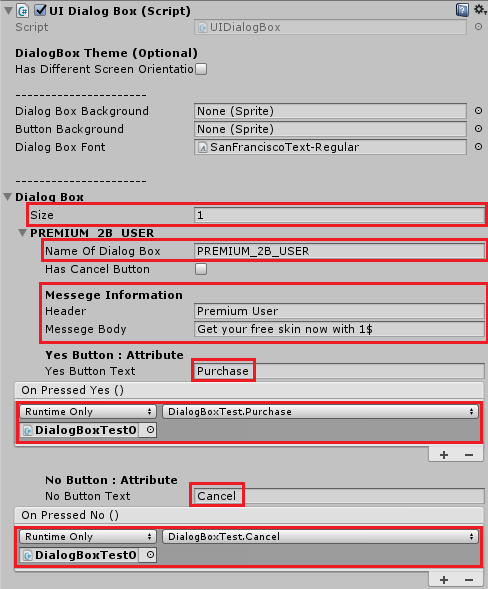 UI Dialog Box (Script)
Script UIDialogBox
DialogBox Theme (Optional)
Has Different Screen Orientatio
----------------------
Dialog Box Background None (Sprite)
Button Background None (Sprite)
Dialog Box Font SanFranciscoText-Regular
----------------------
Dialog Box
Size 1
PREMIUM_2B_USER
Name Of Dialog Box PREMIUM_2B_USER
Has Cancel Button
Messege Information
Header Premium User
Messege Body Get your free skin now with 1$
Yes Button : Attribute
Yes Button Text Purchase
On Pressed Yes ()
Runtime Only DialogBoxTest.Purchase
DialogBoxTestO
+ −
No Button : Attribute
No Button Text Cancel
On Pressed No ()
Runtime Only DialogBoxTest.Cancel
DialogBoxTestO
+ −